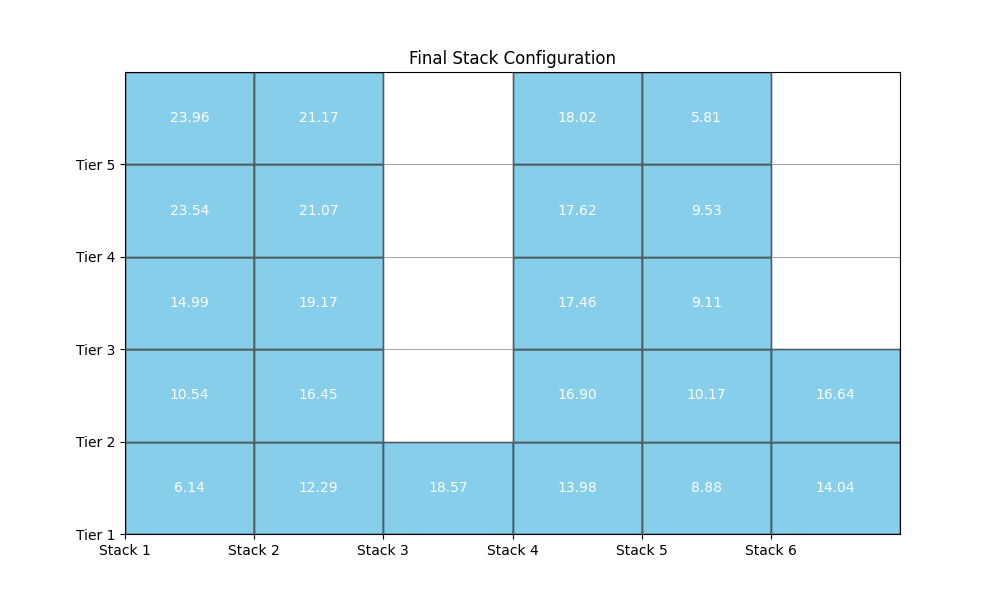 Final Stack Configuration
23.96 21.17 18.02 5.81
Tier 5
23.54 21.07 17.62 9.53
Tier 4
14.99 19.17 17.46 9.11
Tier 3
10.54 16.45 16.90 10.17 16.64
Tier 2
6.14 12.29 18.57 13.98 8.88 14.04
Tier 1
Stack 1 Stack 2 Stack 3 Stack 4 Stack 5 Stack 6